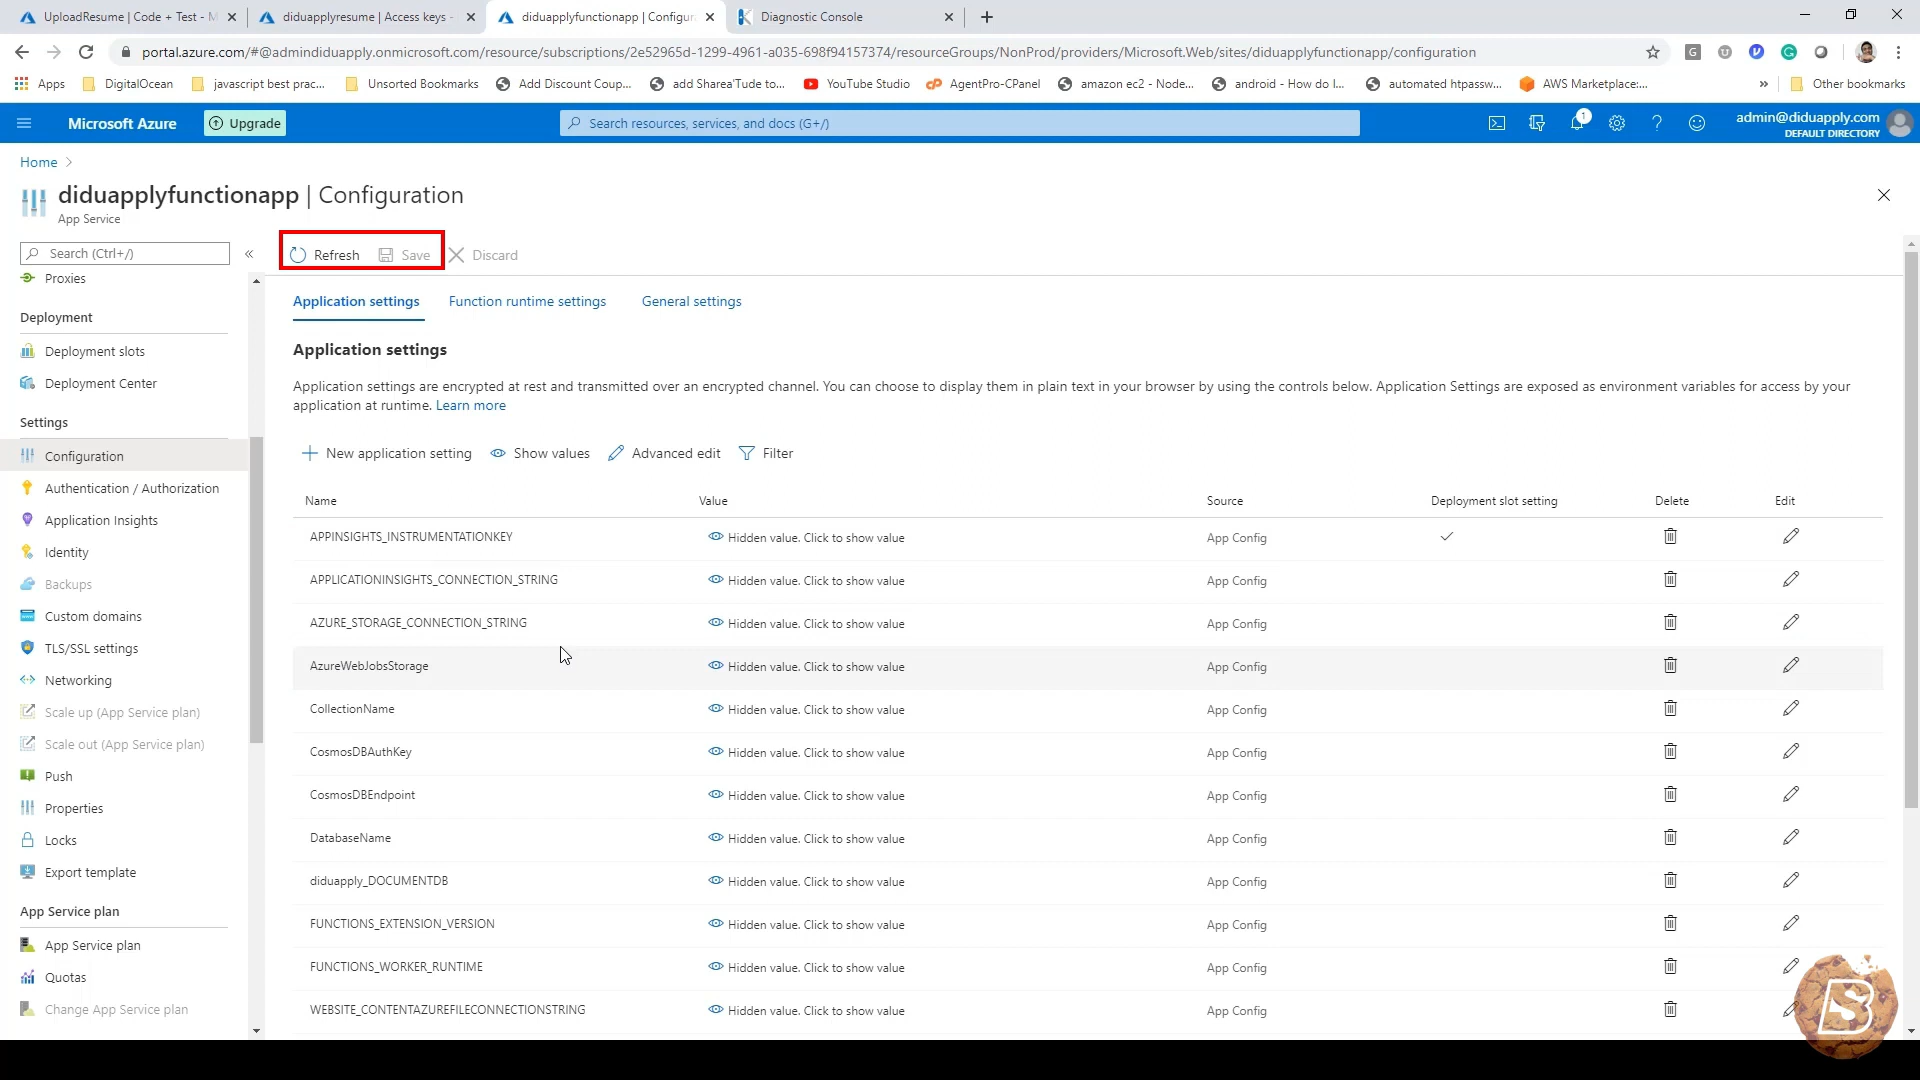 UploadResume | Code + Test - M
diduapplyresume | Access keys -
diduapplyfunctionapp | Configura
Diagnostic Console
portal.azure.com/#@admindiduapply.onmicrosoft.com/resource/subscriptions/2e52965d-1299-4961-a035-698f94157374/resourceGroups/NonProd/providers/Microsoft.Web/sites/diduapplyfunctionapp/configuration
Apps
DigitalOcean
javascript best prac...
Unsorted Bookmarks
Add Discount Coup...
add Sharea'Tude to...
YouTube Studio
AgentPro-CPanel
amazon ec2 - Node...
android - How do I...
automated htpassw...
AWS Marketplace:...
»
Other bookmarks
Microsoft Azure
Upgrade
Search resources, services, and docs (G+/)
1
admin@diduapply.com
DEFAULT DIRECTORY
Home >
diduapplyfunctionapp | Configuration
App Service
Search (Ctrl+/)
«
Refresh
Save
Discard
Proxies
Deployment
Deployment slots
Deployment Center
Settings
Configuration
Authentication / Authorization
Application Insights
Identity
Backups
Custom domains
TLS/SSL settings
Networking
Scale up (App Service plan)
Scale out (App Service plan)
Push
Properties
Locks
Export template
App Service plan
App Service plan
Quotas
Change App Service plan
Application settings
Function runtime settings
General settings
Application settings
Application settings are encrypted at rest and transmitted over an encrypted channel. You can choose to display them in plain text in your browser by using the controls below. Application Settings are exposed as environment variables for access by your
application at runtime. Learn more
New application setting
Show values
Advanced edit
Filter
Name Value Source Deployment slot setting Delete Edit
APPINSIGHTS_INSTRUMENTATIONKEY Hidden value. Click to show value App Config
APPLICATIONINSIGHTS_CONNECTION_STRING Hidden value. Click to show value App Config
AZURE_STORAGE_CONNECTION_STRING Hidden value. Click to show value App Config
AzureWebJobsStorage Hidden value. Click to show value App Config
CollectionName Hidden value. Click to show value App Config
CosmosDBAuthKey Hidden value. Click to show value App Config
CosmosDBEndpoint Hidden value. Click to show value App Config
DatabaseName Hidden value. Click to show value App Config
diduapply_DOCUMENTDB Hidden value. Click to show value App Config
FUNCTIONS_EXTENSION_VERSION Hidden value. Click to show value App Config
FUNCTIONS_WORKER_RUNTIME Hidden value. Click to show value App Config
WEBSITE_CONTENTAZUREFILECONNECTIONSTRING Hidden value. Click to show value App Config